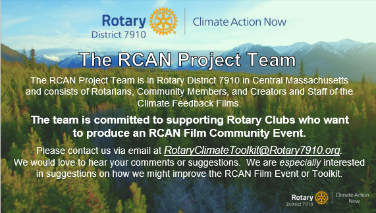 Rotary
District 7910
Climate Action Now
The RCAN Project Team
The RCAN Project Team is in Rotary District 7910 in Central Massachusetts
and consists of Rotarians, Community Members, and Creators and Staff of the
Climate Feedback Films.
The team is committed to supporting Rotary Clubs who want
to produce an RCAN Film Community Event.
Please contact us via email at RotaryClimateToolkit@Rotary7910.org.
We would love to hear your comments or suggestions.  We are especially interested
in suggestions on how we might improve the RCAN Film Event or Toolkit.
Rotary
District 7910
Climate Action
Now